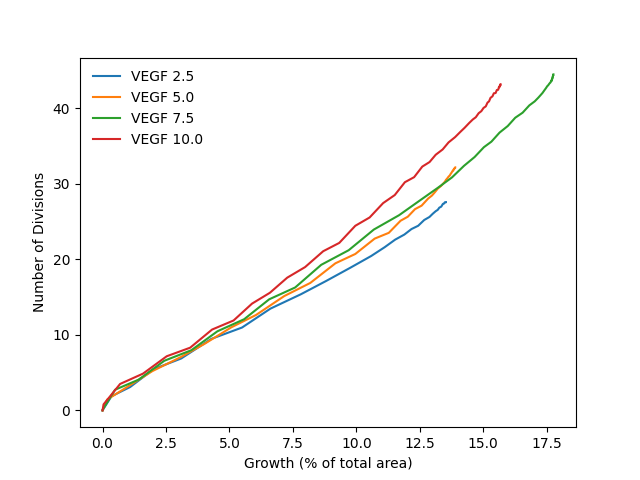 VEGF 2.5
VEGF 5.0
VEGF 7.5
VEGF 10.0
40
30
20
10
0
Number of Divisions
0.0 2.5 5.0 7.5 10.0 12.5 15.0 17.5
Growth (% of total area)